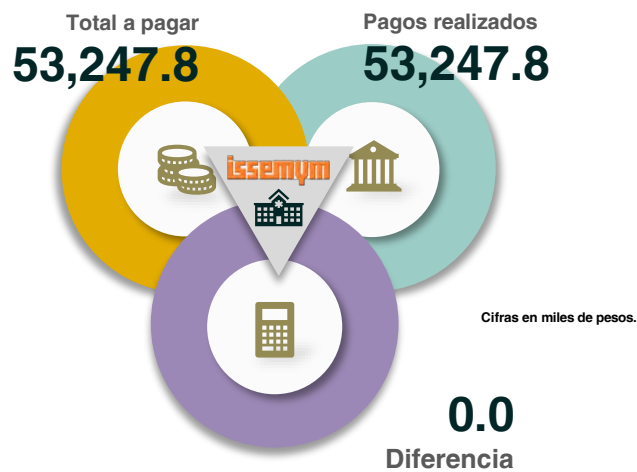 Total a pagar
53,247.8
Pagos realizados
53,247.8
issemym
Cifras en miles de pesos.
0.0
Diferencia